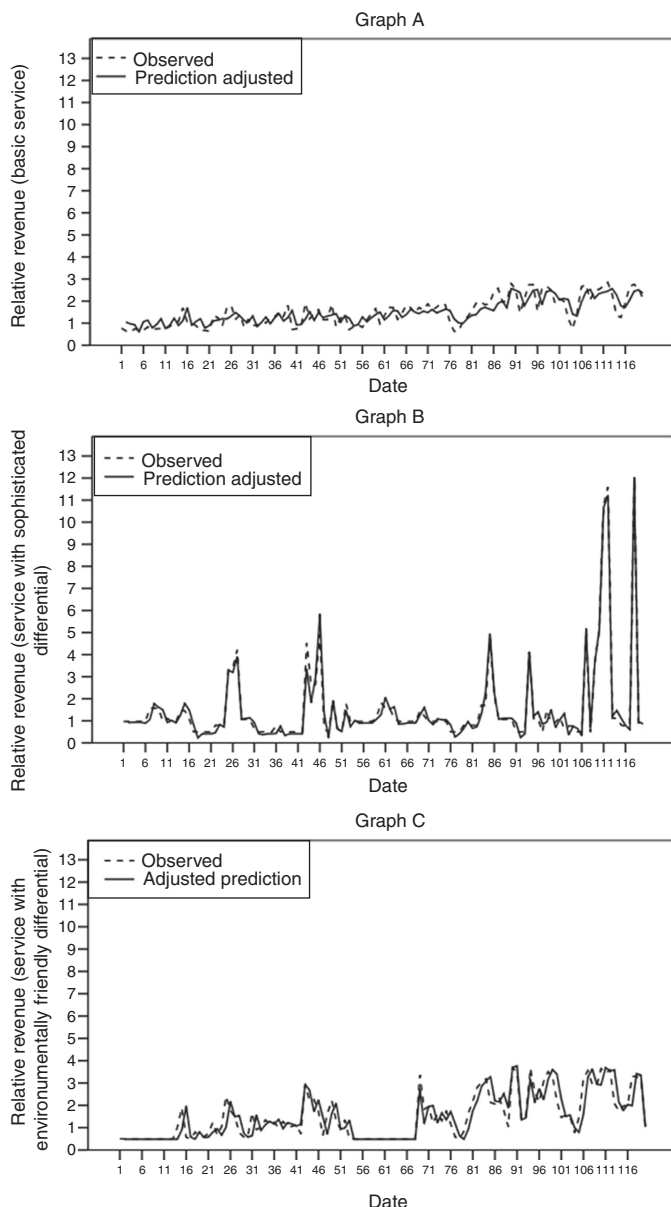 Graph A
Relative revenue (basic service)
Observed
Prediction adjusted
13
12
11
10
9
8
7
6
5
4
3
2
1
0
1 6 11 16 21 26 31 36 41 46 51 56 61 66 71 76 81 86 91 96 101 106 111 116
Date
Graph B
Relative revenue (service with sophisticated
differential)
Observed
Prediction adjusted
13
12
11
10
9
8
7
6
5
4
3
2
1
0
1 6 11 16 21 26 31 36 41 46 51 56 61 66 71 76 81 86 91 96 101 106 111 116
Date
Graph C
Relative revenue (service with
environumentally friendly differential)
Observed
Adjusted prediction
13
12
11
10
9
8
7
6
5
4
3
2
1
0
1 6 11 16 21 26 31 36 41 46 51 56 61 66 71 76 81 86 91 96 101 106 111 116
Date